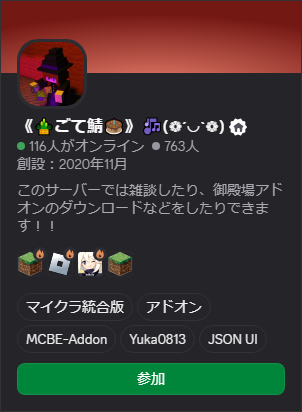 《🎍ごて鯖🎂》🎶(❁´◡`❁)
116人がオンライン 763人
創設：2020年11月
このサーバーでは雑談したり、御殿場アド
オンのダウンロードなどをしたりできま
す！！
マイクラ統合版 アドオン
MCBE-Addon Yuka0813 JSON UI
参加